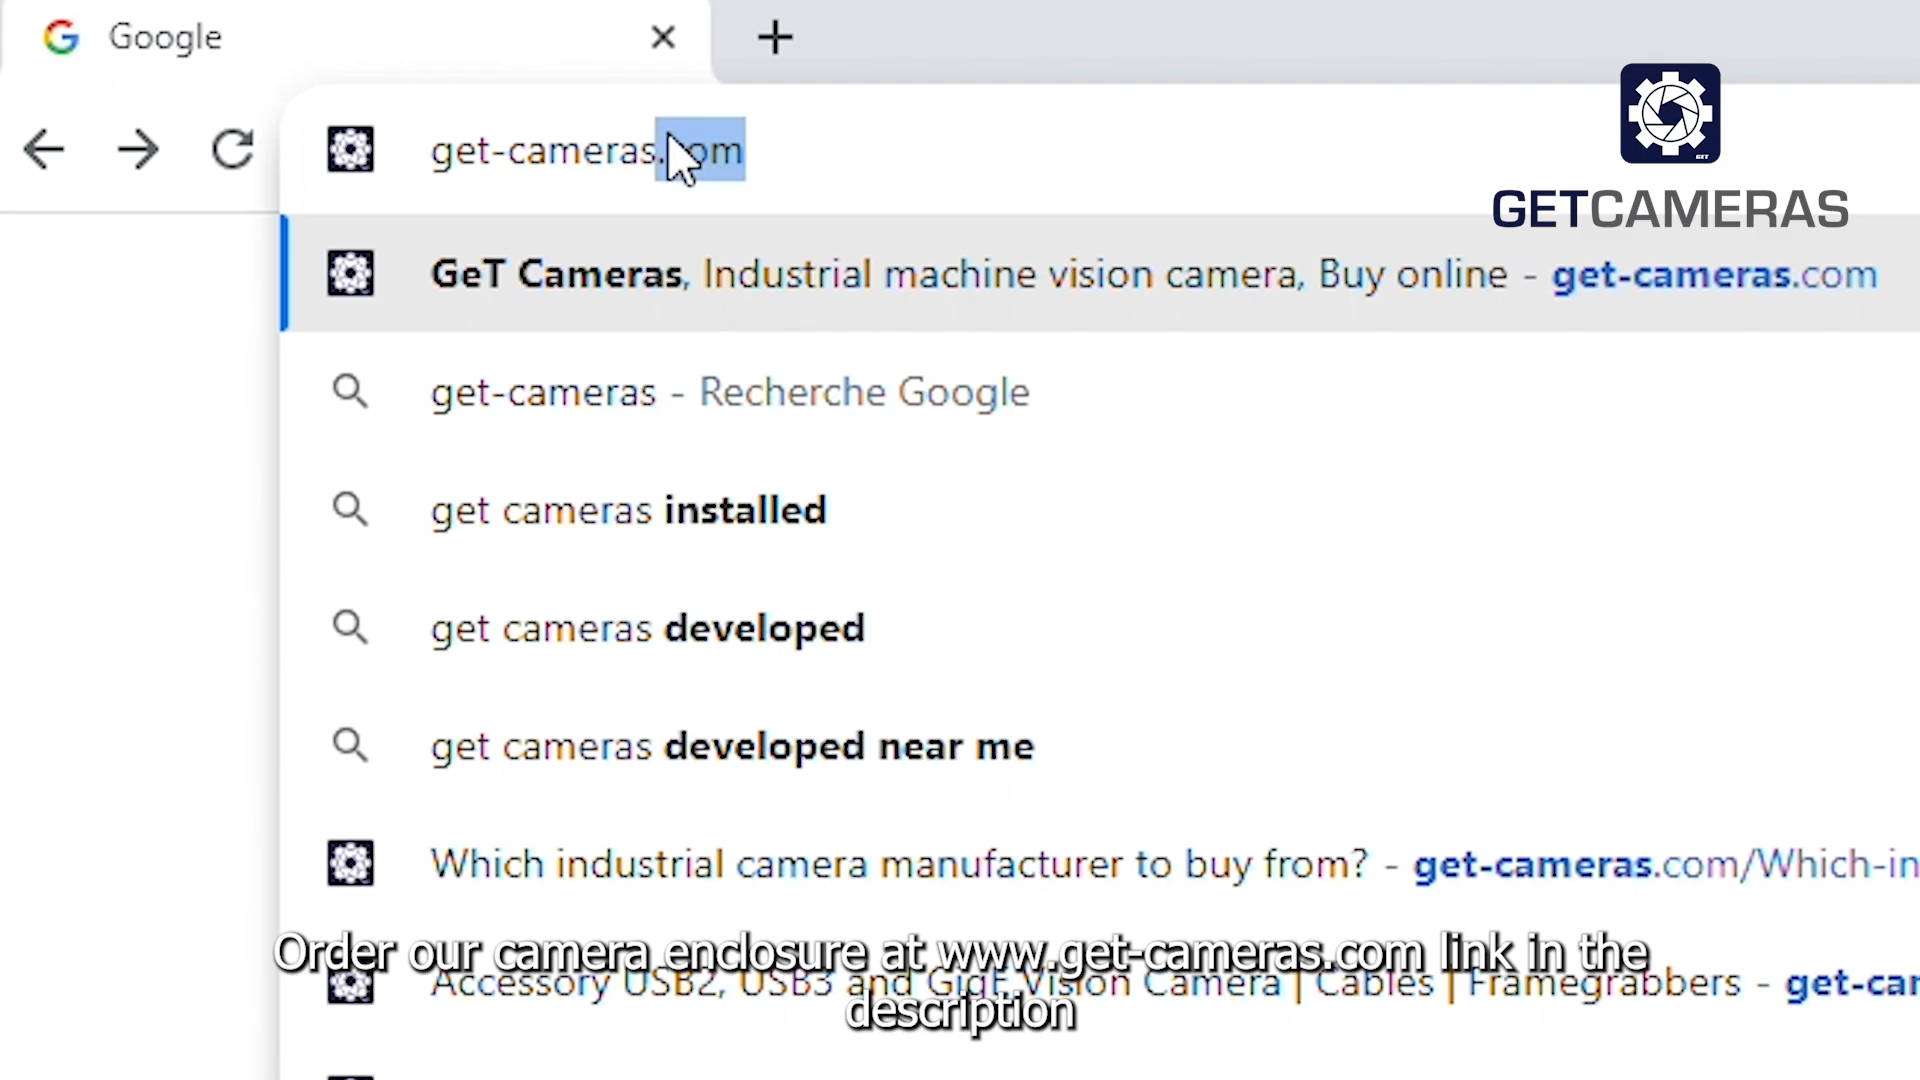 Google
get-cameras.com
GET
GETCAMERAS
GeT Cameras, Industrial machine vision camera, Buy online - get-cameras.com
get-cameras - Recherche Google
get cameras installed
get cameras developed
get cameras developed near me
Which industrial camera manufacturer to buy from? - get-cameras.com/Which-in
Accessory USB2, USB3 and GigE Vision Camera | Cables | Framegrabbers - get-car
Order our camera enclosure at www.get-cameras.com link in the
description